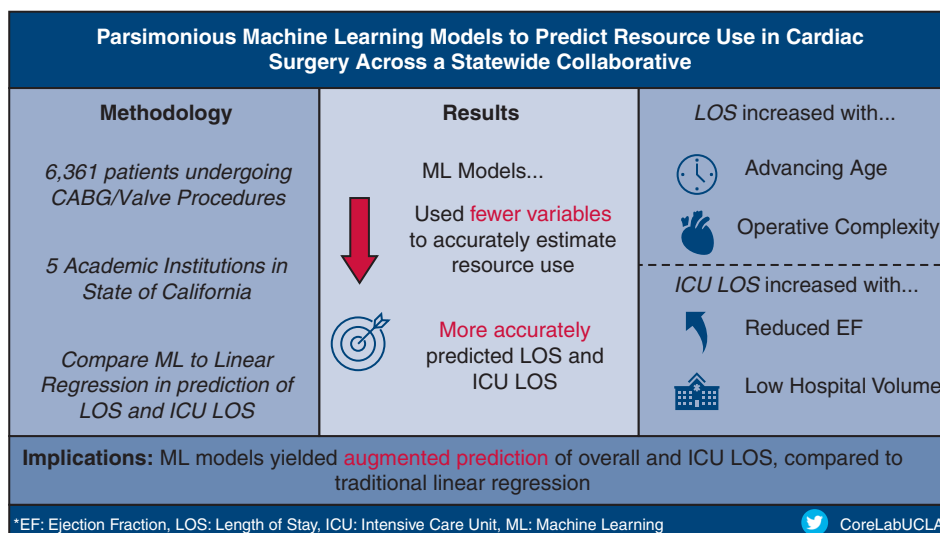 Parsimonious Machine Learning Models to Predict Resource Use in Cardiac
Surgery Across a Statewide Collaborative
Methodology
6,361 patients undergoing
CABG/Valve Procedures
5 Academic Institutions in
State of California
Compare ML to Linear
Regression in prediction of
LOS and ICU LOS
Results
ML Models...
Used fewer variables
to accurately estimate
resource use
More accurately
predicted LOS and
ICU LOS
LOS increased with...
Advancing Age
Operative Complexity
ICU LOS increased with...
Reduced EF
Low Hospital Volume
Implications: ML models yielded augmented prediction of overall and ICU LOS, compared to
traditional linear regression
*EF: Ejection Fraction, LOS: Length of Stay, ICU: Intensive Care Unit, ML: Machine Learning
CoreLabUCLA